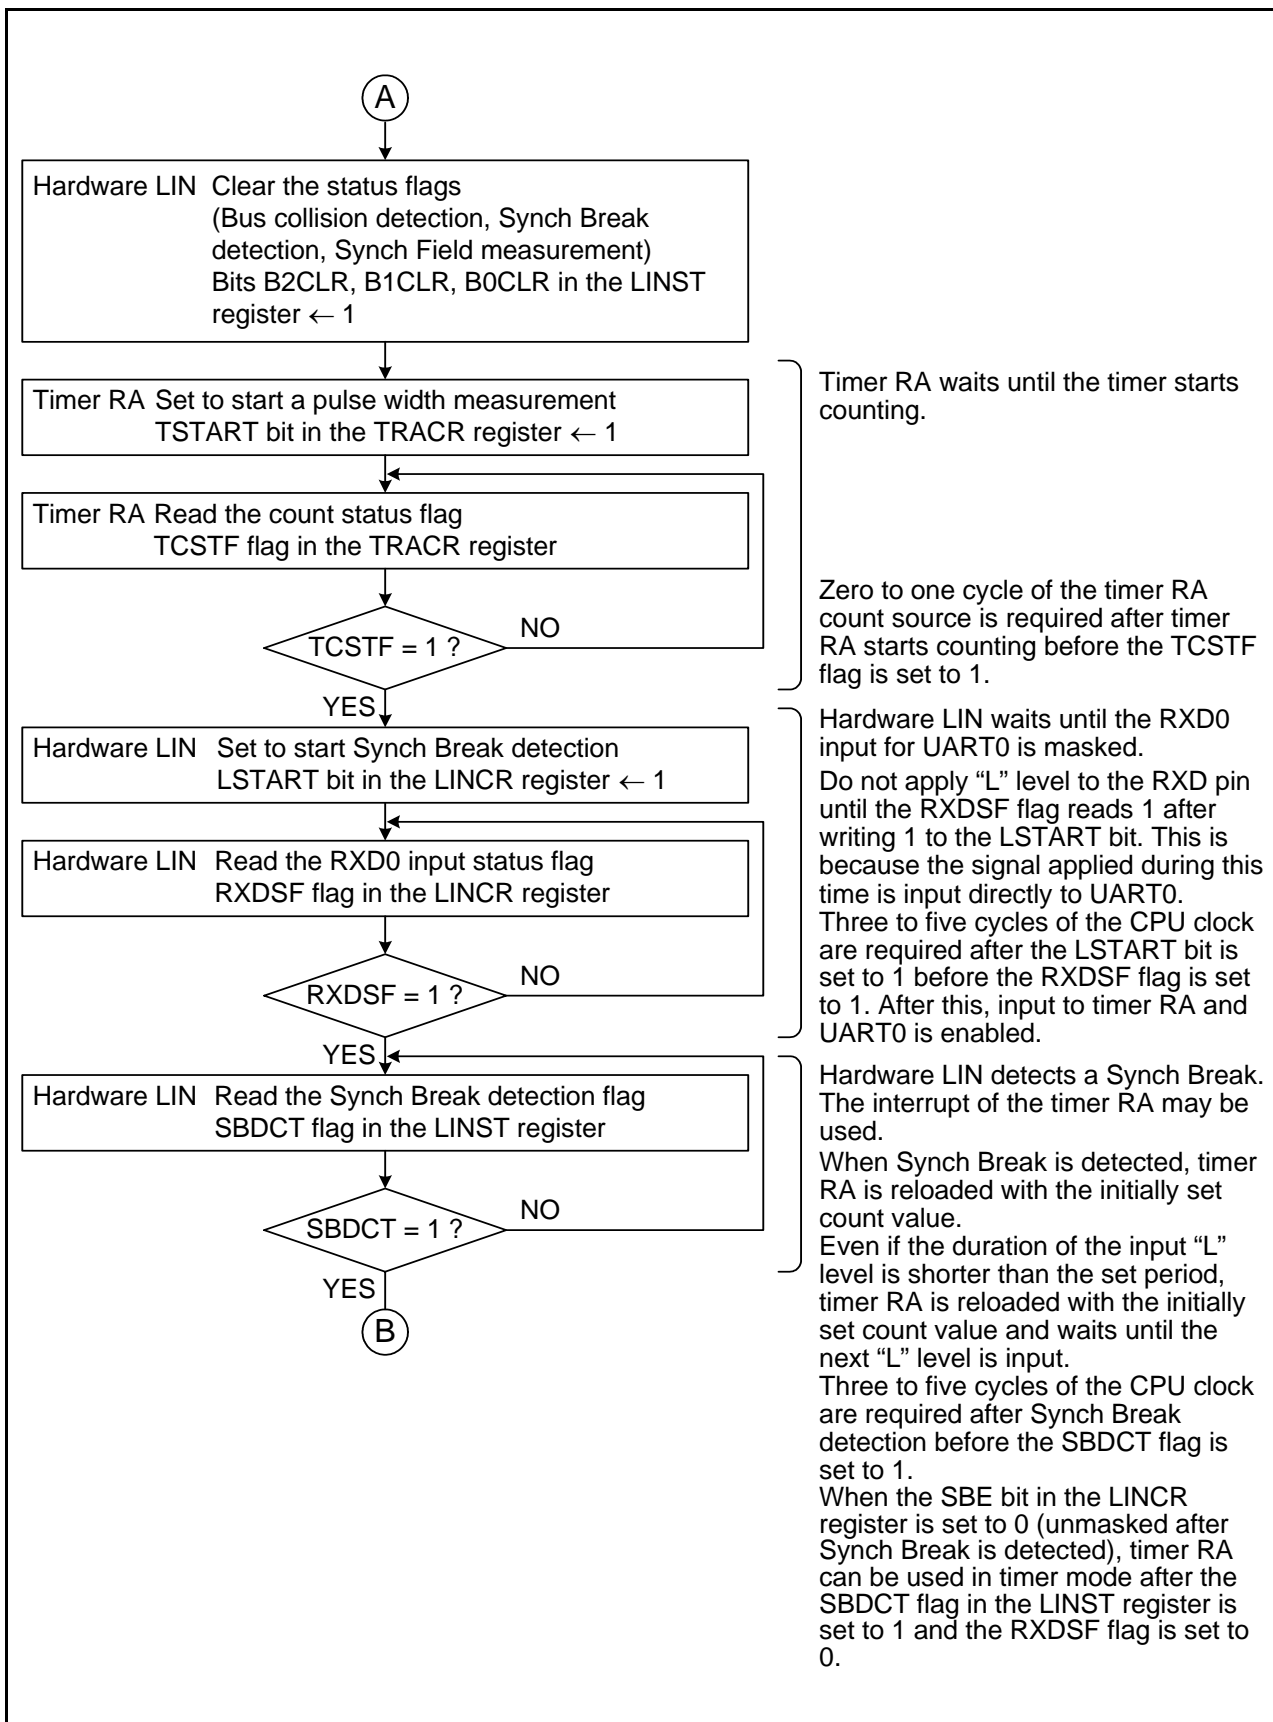 A
Hardware LIN Clear the status flags
(Bus collision detection, Synch Break
detection, Synch Field measurement)
Bits B2CLR, B1CLR, B0CLR in the LINST
register ← 1
Timer RA Set to start a pulse width measurement
TSTART bit in the TRACR register ← 1
Timer RA waits until the timer starts
counting.
Timer RA Read the count status flag
TCSTF flag in the TRACR register
TCSTF = 1 ?
NO
YES
Zero to one cycle of the timer RA
count source is required after timer
RA starts counting before the TCSTF
flag is set to 1.
Hardware LIN Set to start Synch Break detection
LSTART bit in the LINCR register ← 1
Hardware LIN Read the RXD0 input status flag
RXDSF flag in the LINCR register
RXDSF = 1 ?
NO
YES
Hardware LIN waits until the RXD0
input for UART0 is masked.
Do not apply “L” level to the RXD pin
until the RXDSF flag reads 1 after
writing 1 to the LSTART bit. This is
because the signal applied during this
time is input directly to UART0.
Three to five cycles of the CPU clock
are required after the LSTART bit is
set to 1 before the RXDSF flag is set
to 1. After this, input to timer RA and
UART0 is enabled.
Hardware LIN Read the Synch Break detection flag
SBDCT flag in the LINST register
SBDCT = 1 ?
NO
YES
B
Hardware LIN detects a Synch Break.
The interrupt of the timer RA may be
used.
When Synch Break is detected, timer
RA is reloaded with the initially set
count value.
Even if the duration of the input “L”
level is shorter than the set period,
timer RA is reloaded with the initially
set count value and waits until the
next “L” level is input.
Three to five cycles of the CPU clock
are required after Synch Break
detection before the SBDCT flag is
set to 1.
When the SBE bit in the LINCR
register is set to 0 (unmasked after
Synch Break is detected), timer RA
can be used in timer mode after the
SBDCT flag in the LINST register is
set to 1 and the RXDSF flag is set to
0.